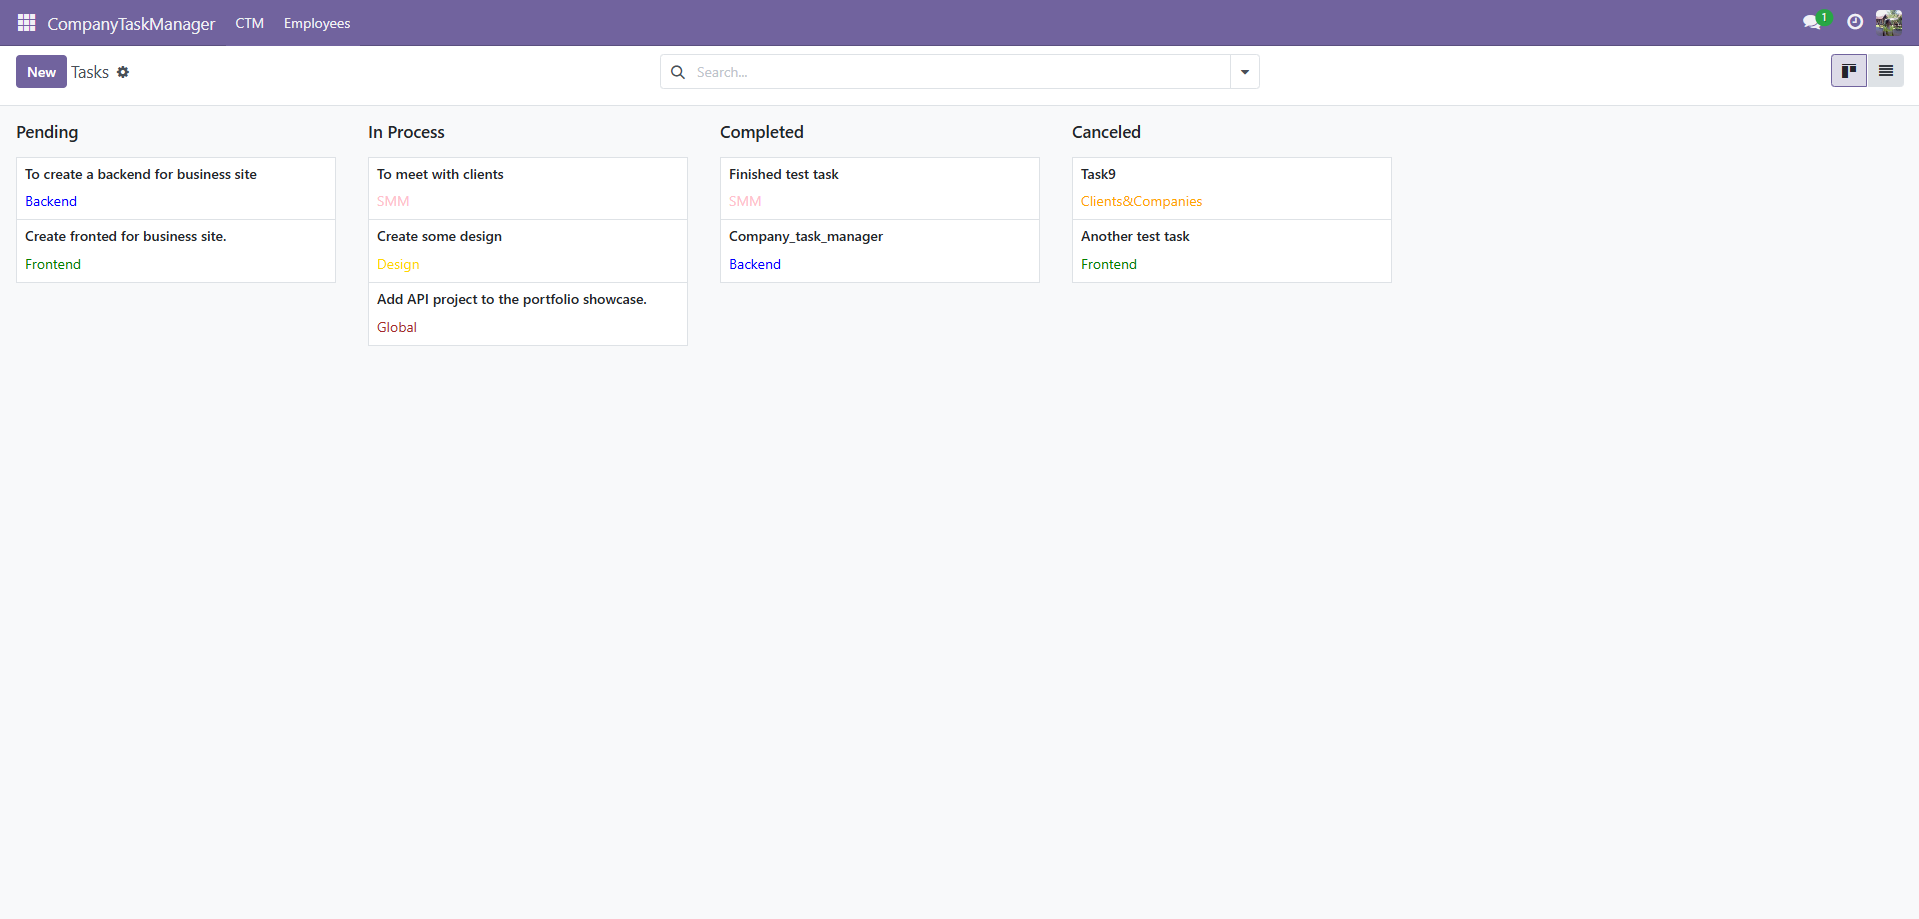 CompanyTaskManager CTM Employees 1
New Tasks Search...
Pending
To create a backend for business site
Backend
Create fronted for business site.
Frontend
In Process
To meet with clients
SMM
Create some design
Design
Add API project to the portfolio showcase.
Global
Completed
Finished test task
SMM
Company_task_manager
Backend
Canceled
Task9
Clients&Companies
Another test task
Frontend